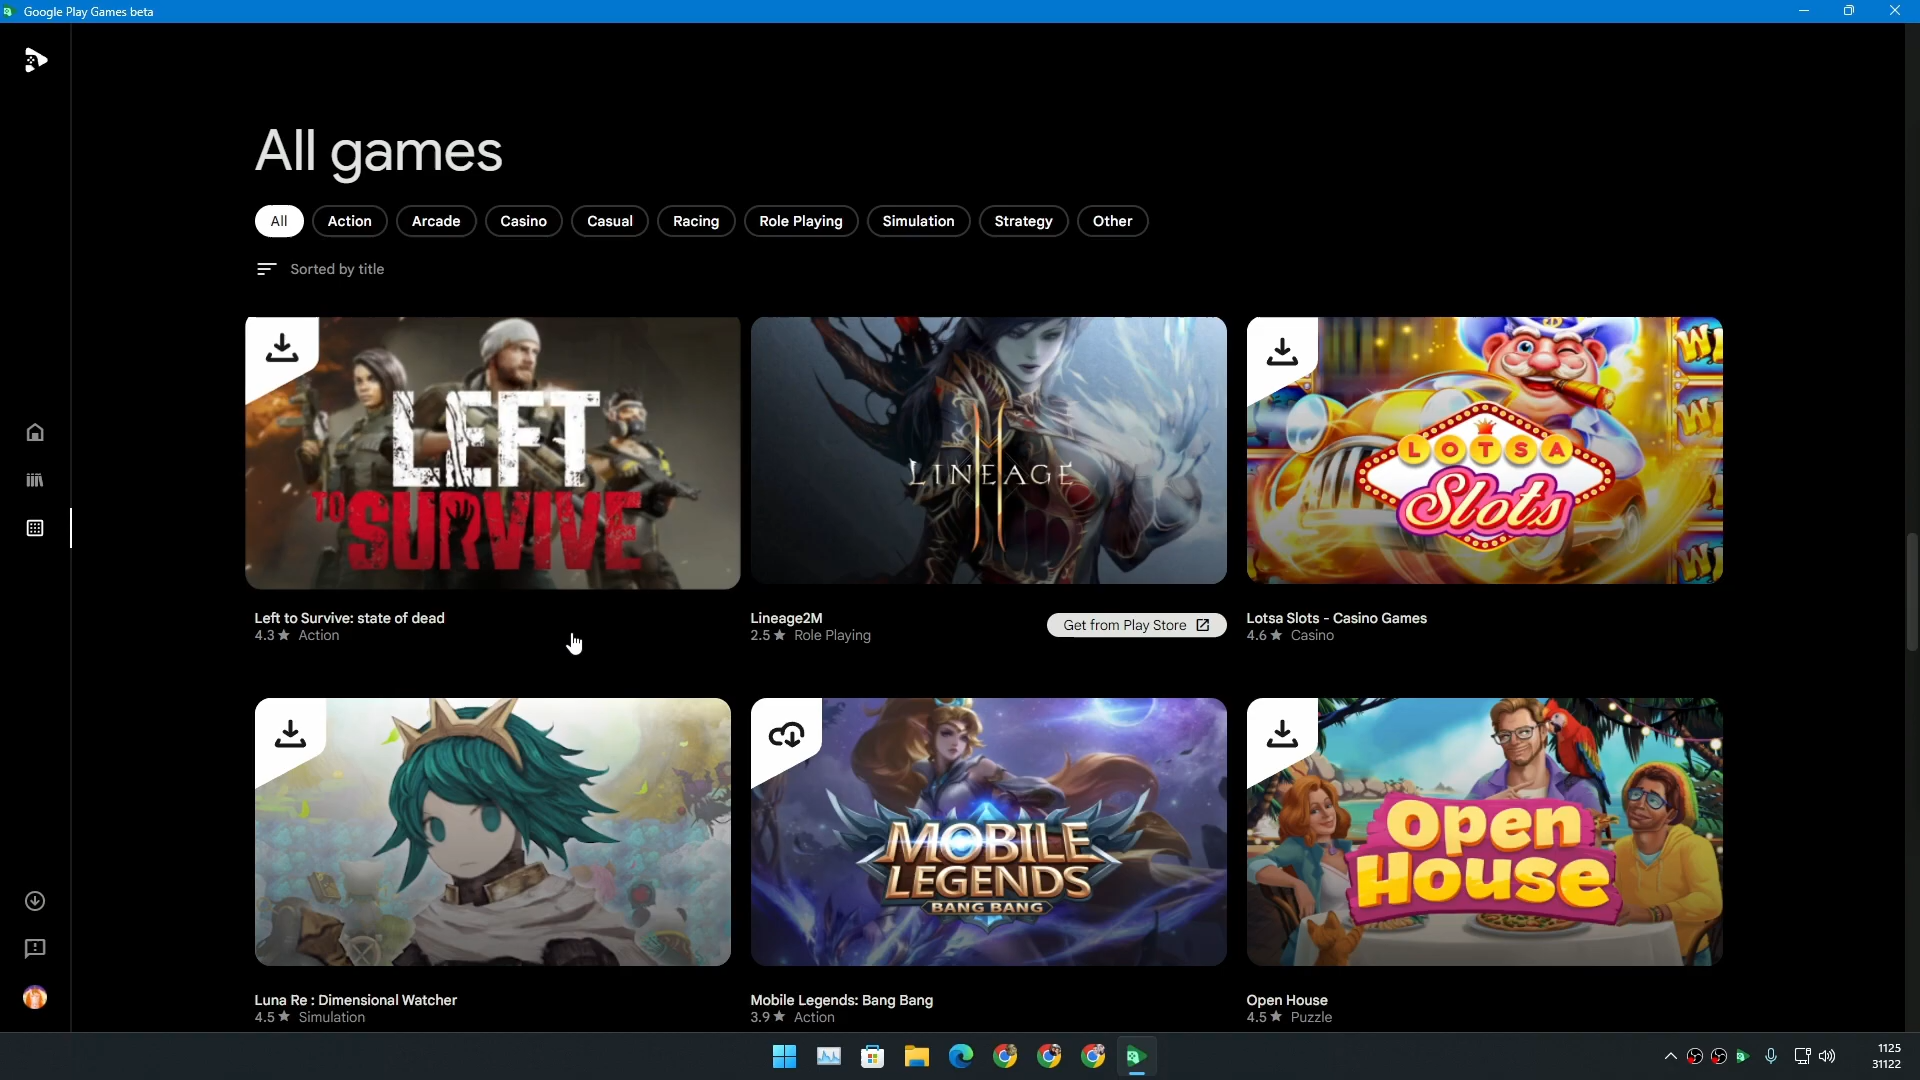 Google Play Games beta
All games
All
Action
Arcade
Casino
Casual
Racing
Role Playing
Simulation
Strategy
Other
Sorted by title
LEFT
TO SURVIVE
LINEAGE
II
LOTSA
Slots
Left to Survive: state of dead
4.3★ Action
Lineage2M
2.5★ Role Playing
Get from Play Store
Lotsa Slots - Casino Games
4.6★ Casino
MOBILE
LEGENDS
BANG BANG
Open
House
Luna Re : Dimensional Watcher
4.5★ Simulation
Mobile Legends: Bang Bang
3.9★ Action
Open House
4.5★ Puzzle
1125
31122